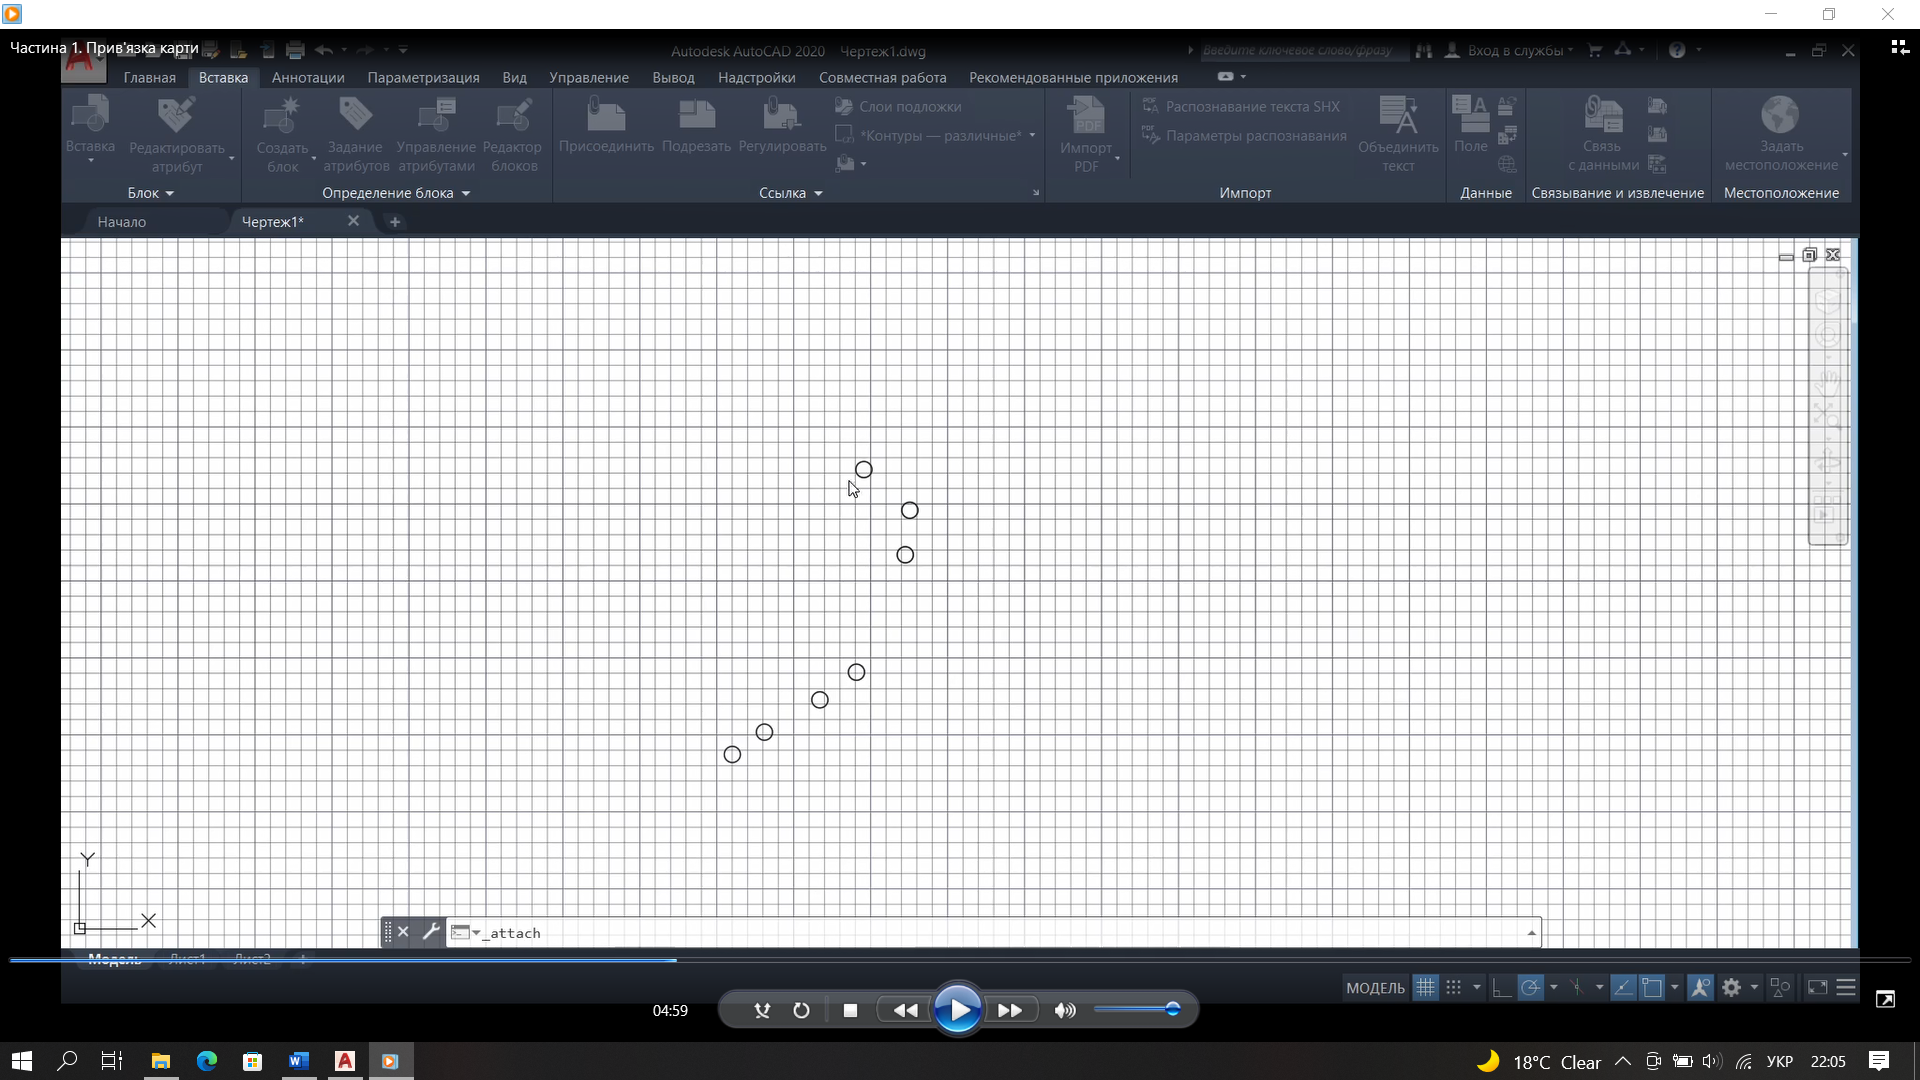 Частина 1. Прив'язка карти
Autodesk AutoCAD 2020 Чертеж1.dwg
Введите ключевое слово/фразу
Вход в службы
Главная Вставка Аннотации Параметризация Вид Управление Вывод Надстройки Совместная работа Рекомендованные приложения
Вставка
Редактировать атрибут
Создать блок
Задание атрибутов
Управление атрибутами
Редактор блоков
Присоединить
Подрезать
Регулировать
Слои подложки
*Контуры — различные*
Импорт PDF
PDF
Распознавание текста SHX
Параметры распознавания
Объединить текст
Поле
Связь с данными
Задать местоположение
Блок Определение блока Ссылка Импорт Данные Связывание и извлечение Местоположение
Начало Чертеж1*
Y
X
_attach
Модель Лист1 Лист2
МОДЕЛЬ
04:59
18°C Clear УКР 22:05